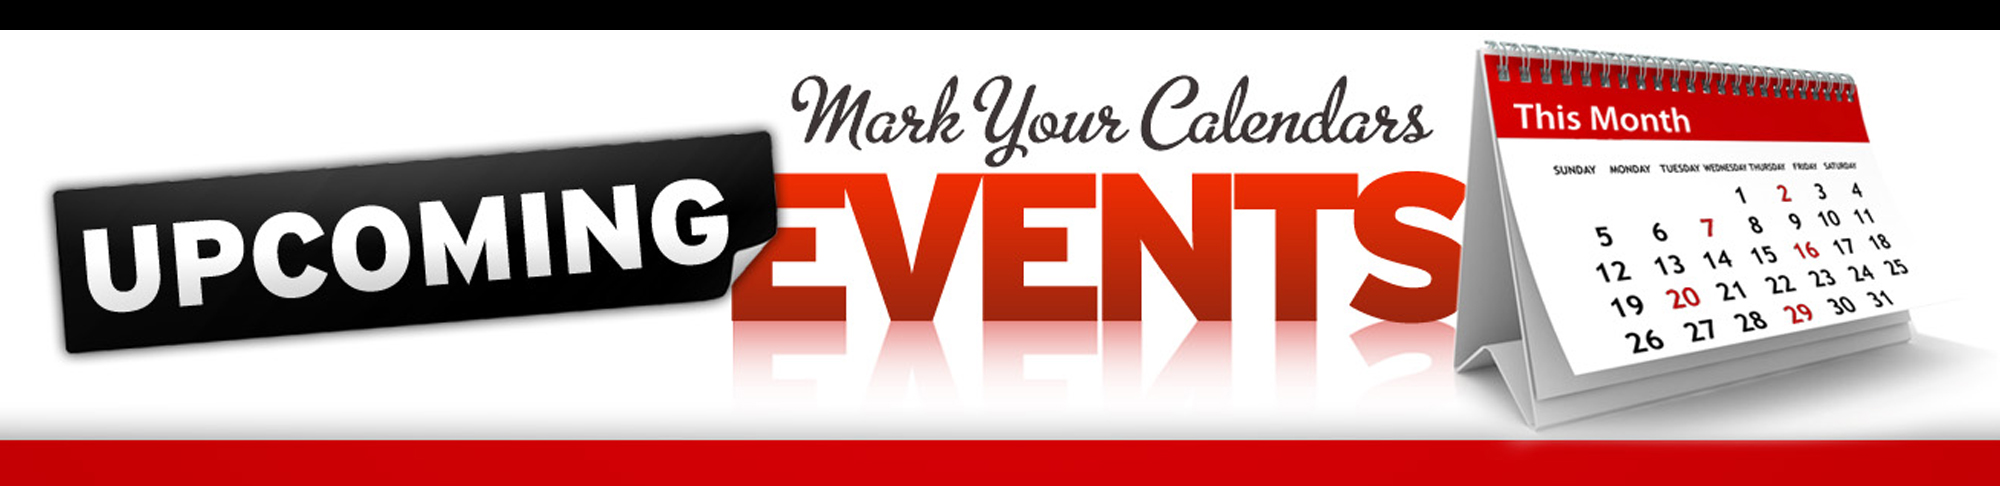 Mark Your Calendars
UPCOMING
EVENTS
This Month
SUNDAY MONDAY TUESDAY WEDNESDAY THURSDAY FRIDAY SATURDAY
1 2 3 4
5 6 7 8 9 10 11
12 13 14 15 16 17 18
19 20 21 22 23 24 25
26 27 28 29 30 31